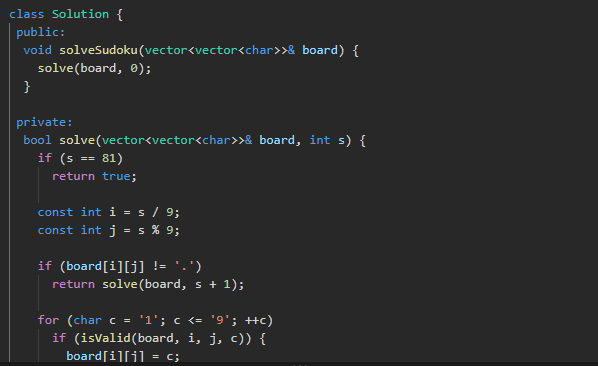 class Solution {
public:
void solveSudoku(vector<vector<char>>& board) {
solve(board, 0);
}
private:
bool solve(vector<vector<char>>& board, int s) {
if (s == 81)
return true;
const int i = s / 9;
const int j = s % 9;
if (board[i][j] != '.')
return solve(board, s + 1);
for (char c = '1'; c <= '9'; ++c)
if (isValid(board, i, j, c)) {
board[i][j] = c;